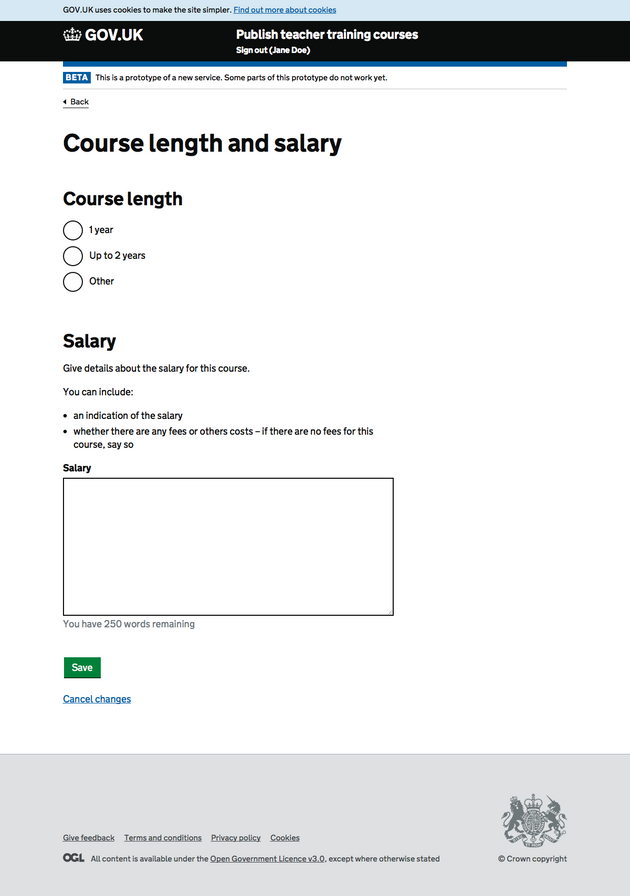 GOV.UK uses cookies to make the site simpler. Find out more about cookies
GOV.UK
Publish teacher training courses
Sign out (Jane Doe)
BETA This is a prototype of a new service. Some parts of this prototype do not work yet.
Back
Course length and salary
Course length
1 year
Up to 2 years
Other
Salary
Give details about the salary for this course.
You can include:
• an indication of the salary
• whether there are any fees or others costs – if there are no fees for this
course, say so
Salary
You have 250 words remaining
Save
Cancel changes
Give feedback Terms and conditions Privacy policy Cookies
OGL All content is available under the Open Government Licence v3.0, except where otherwise stated
© Crown copyright